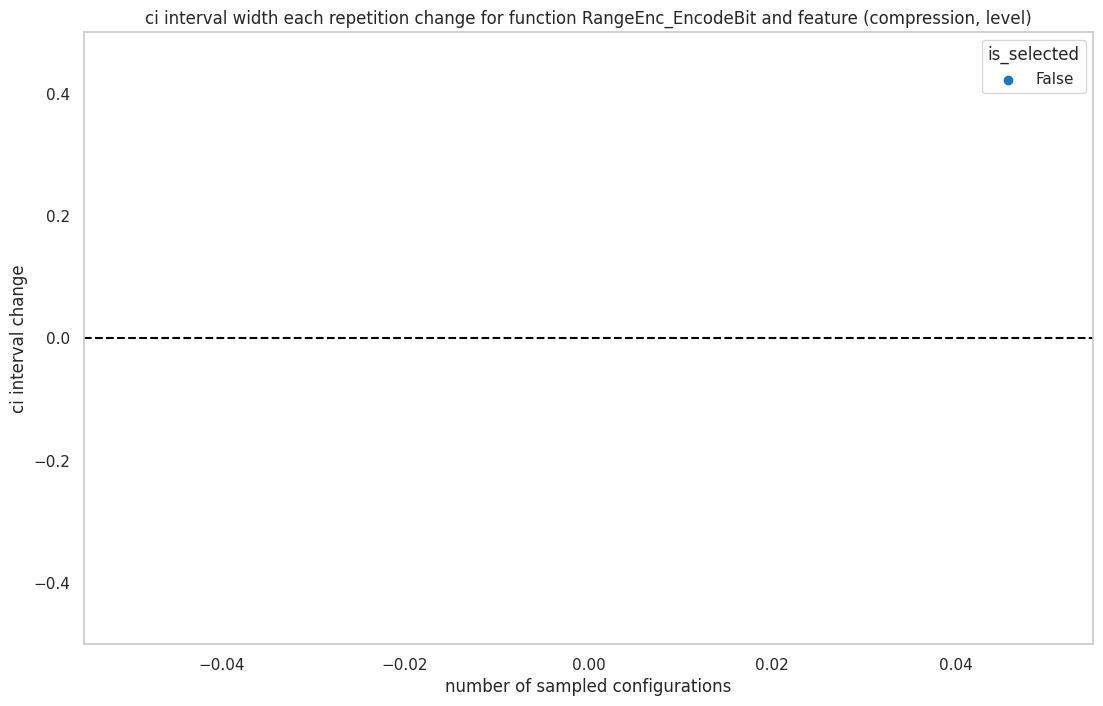 ci interval width each repetition change for function RangeEnc_EncodeBit and feature (compression, level)
is_selected
False
0.4
0.2
0.0
−0.2
−0.4
ci interval change
−0.04
−0.02
0.00
0.02
0.04
number of sampled configurations